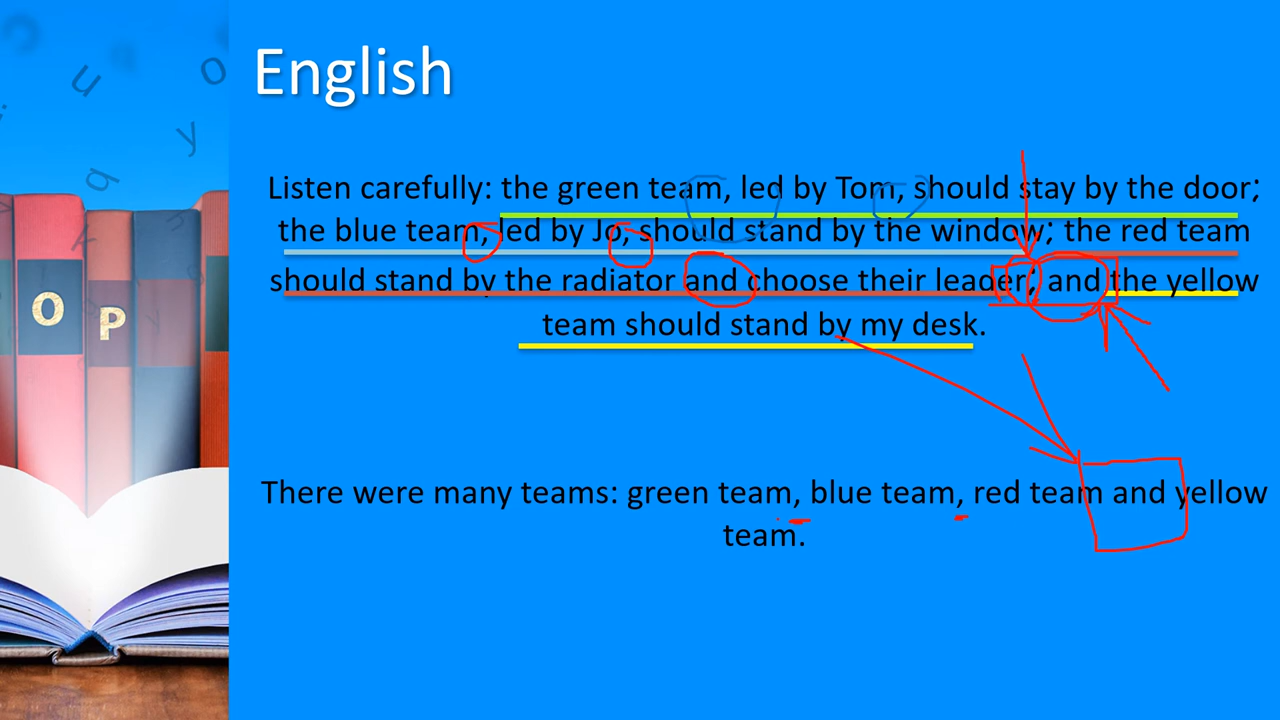 English
Listen carefully: the green team, led by Tom, should stay by the door;
the blue team, led by Jo, should stand by the window; the red team
should stand by the radiator and choose their leader; and the yellow
team should stand by my desk.
There were many teams: green team, blue team, red team and yellow
team.
O
P
u
o
y
q
k